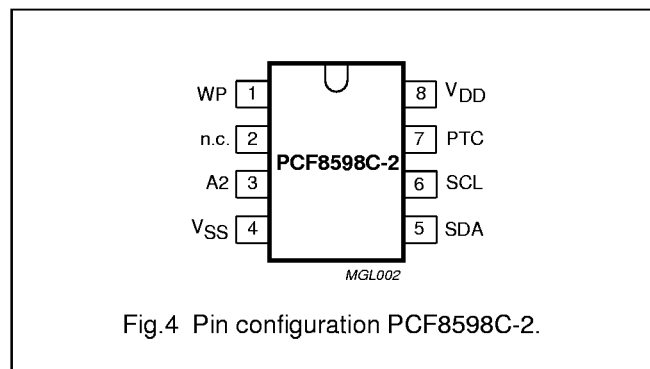 WP 1
n.c. 2
A2 3
VSS 4
PCF8598C-2
8 VDD
7 PTC
6 SCL
5 SDA
MGL002
Fig.4 Pin configuration PCF8598C-2.